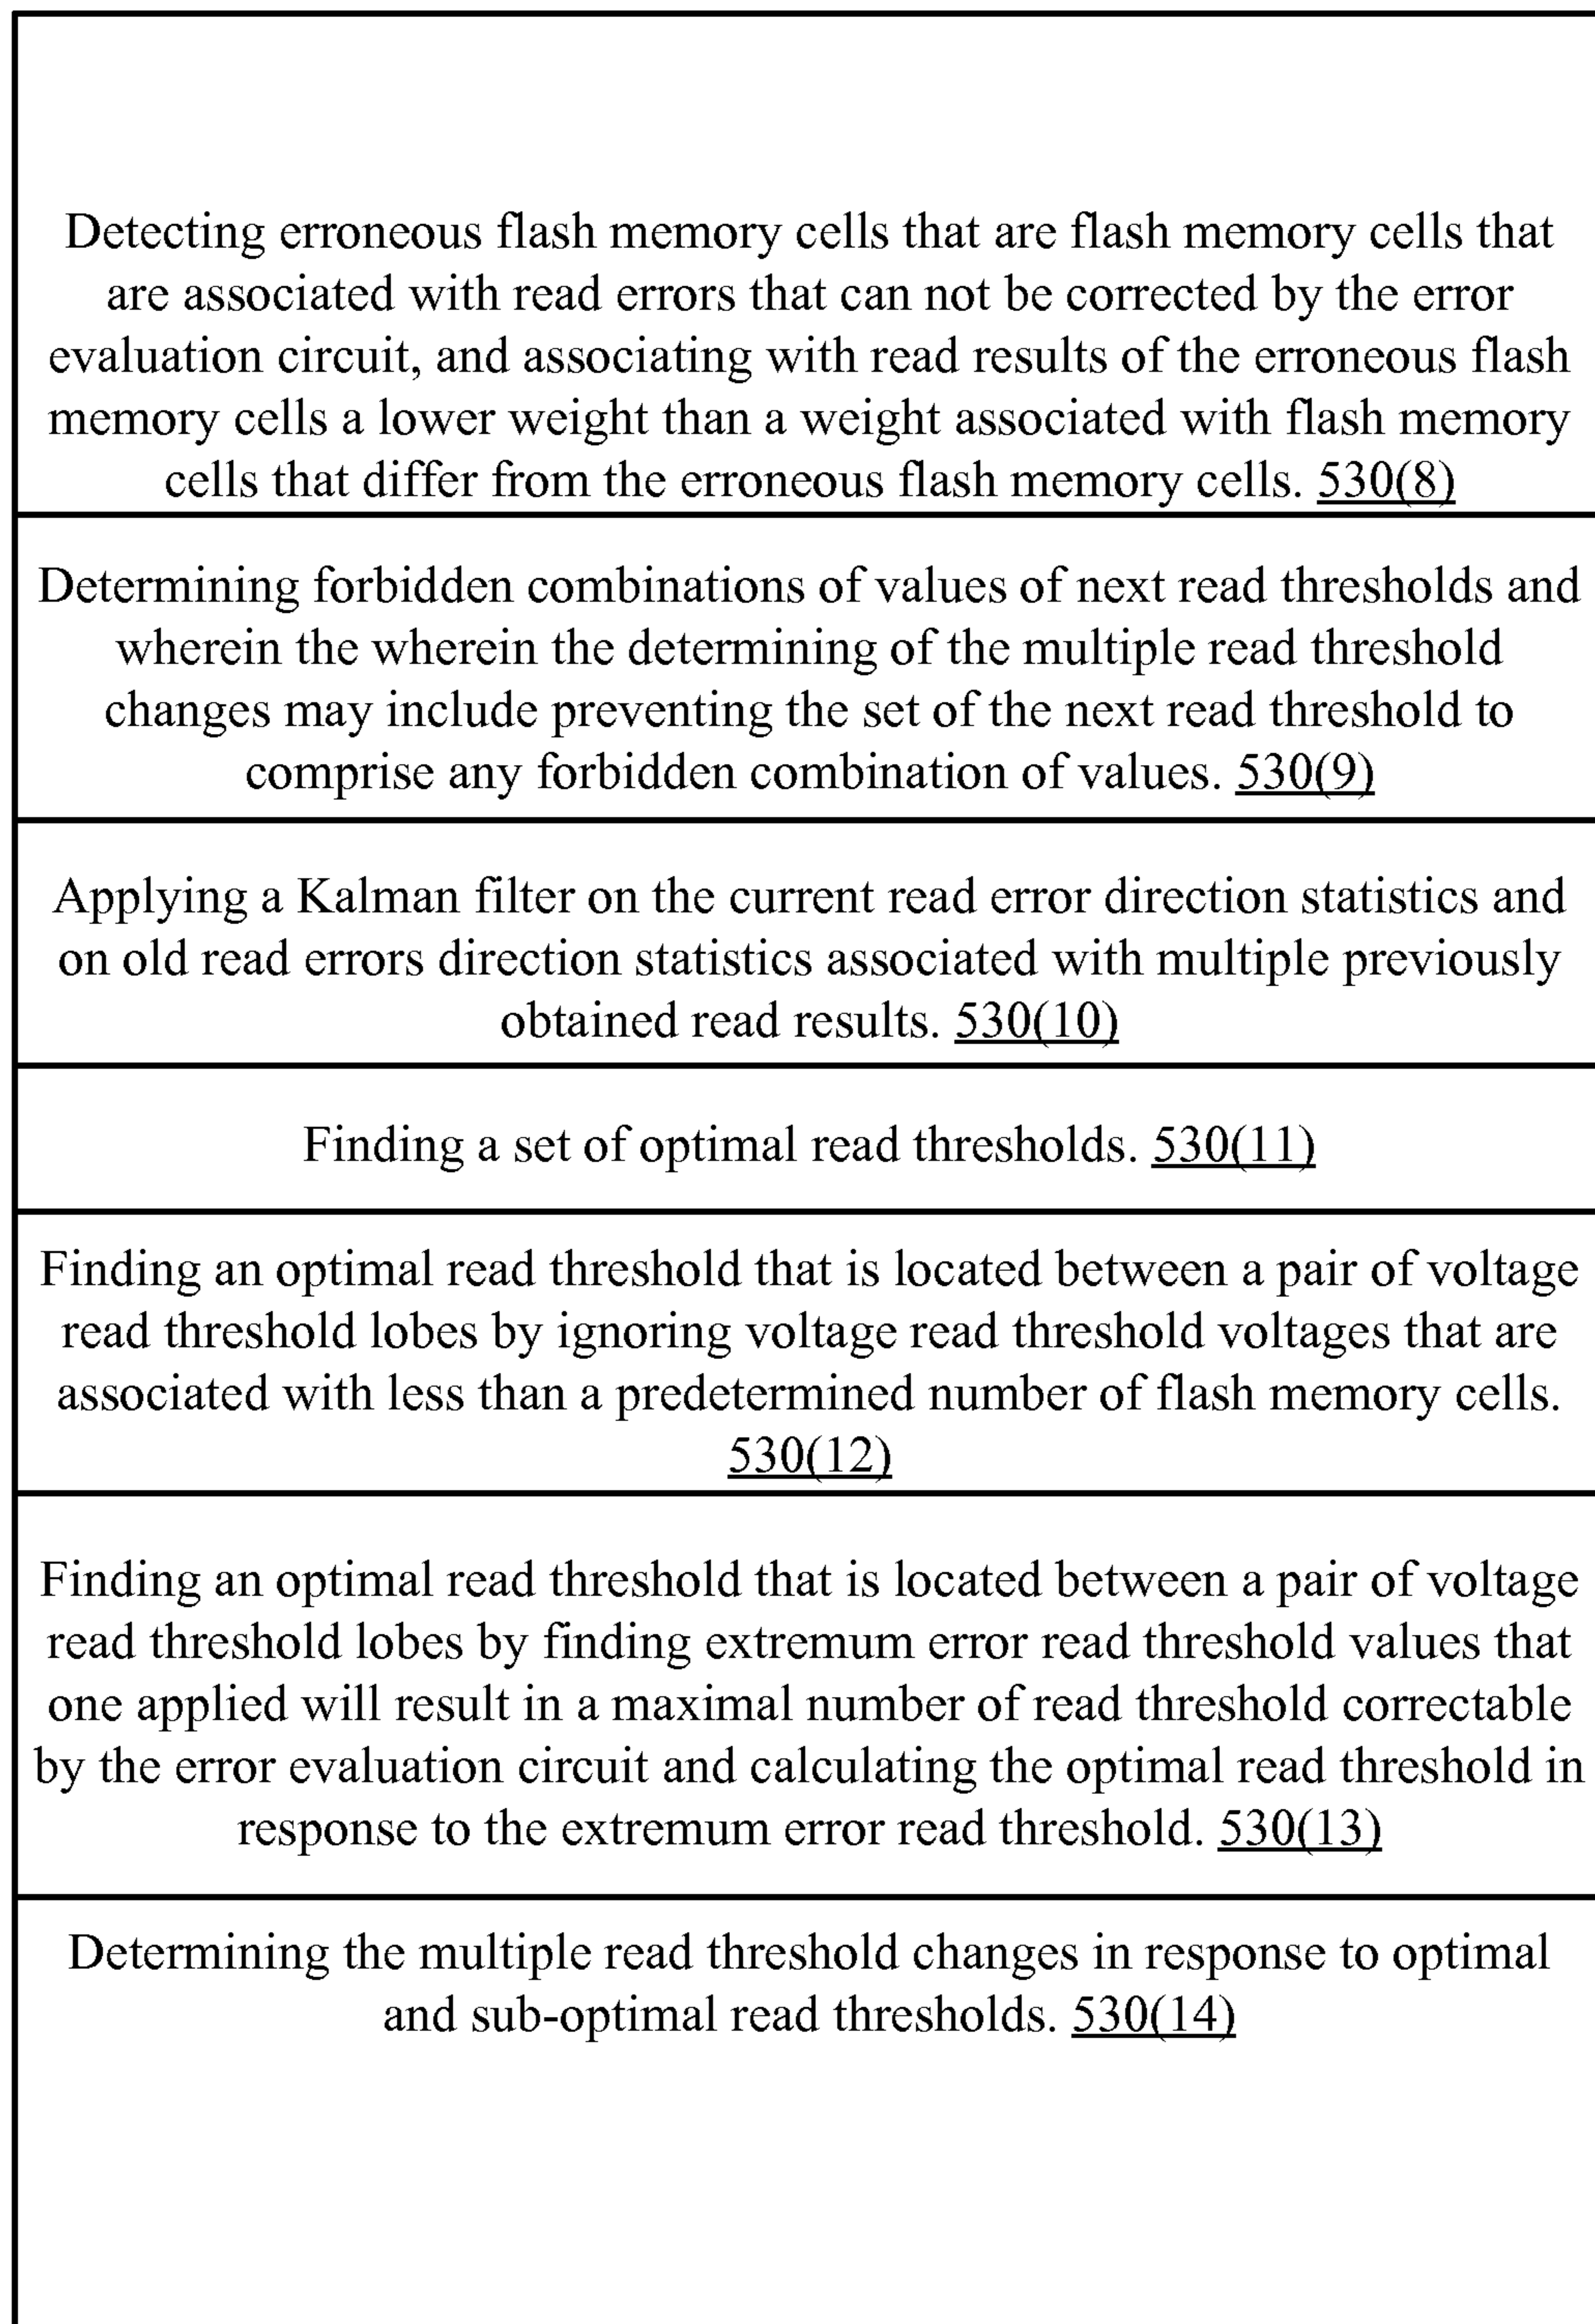 Detecting erroneous flash memory cells that are flash memory cells that
are associated with read errors that can not be corrected by the error
evaluation circuit, and associating with read results of the erroneous flash
memory cells a lower weight than a weight associated with flash memory
cells that differ from the erroneous flash memory cells. 530(8)
Determining forbidden combinations of values of next read thresholds and
wherein the wherein the determining of the multiple read threshold
changes may include preventing the set of the next read threshold to
comprise any forbidden combination of values. 530(9)
Applying a Kalman filter on the current read error direction statistics and
on old read errors direction statistics associated with multiple previously
obtained read results. 530(10)
Finding a set of optimal read thresholds. 530(11)
Finding an optimal read threshold that is located between a pair of voltage
read threshold lobes by ignoring voltage read threshold voltages that are
associated with less than a predetermined number of flash memory cells.
530(12)
Finding an optimal read threshold that is located between a pair of voltage
read threshold lobes by finding extremum error read threshold values that
one applied will result in a maximal number of read threshold correctable
by the error evaluation circuit and calculating the optimal read threshold in
response to the extremum error read threshold. 530(13)
Determining the multiple read threshold changes in response to optimal
and sub-optimal read thresholds. 530(14)